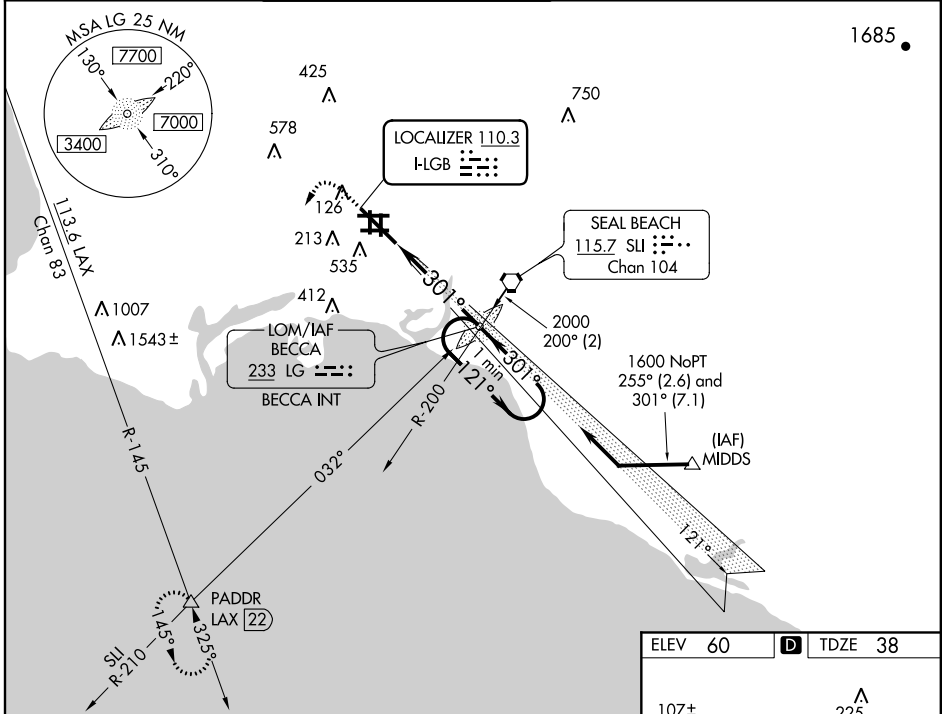 MSA LG 25 NM
130°
7700
220°
7000
3400
310°
1685
425
750
578
LOCALIZER 110.3
I-LGB
126
213
535
SEAL BEACH
115.7 SLI
Chan 104
113.6 LAX
Chan 83
301°
412
1007
1543±
LOM/IAF
BECCA
233 LG
BECCA INT
2000
200° (2)
1 min
301°
121°
1600 NoPT
255° (2.6) and
301° (7.1)
(IAF)
MIDDS
R-200
R-145
032°
121°
PADDR
LAX 22
145°
325°
SLI
R-210
ELEV 60 D TDZE 38
107±
225